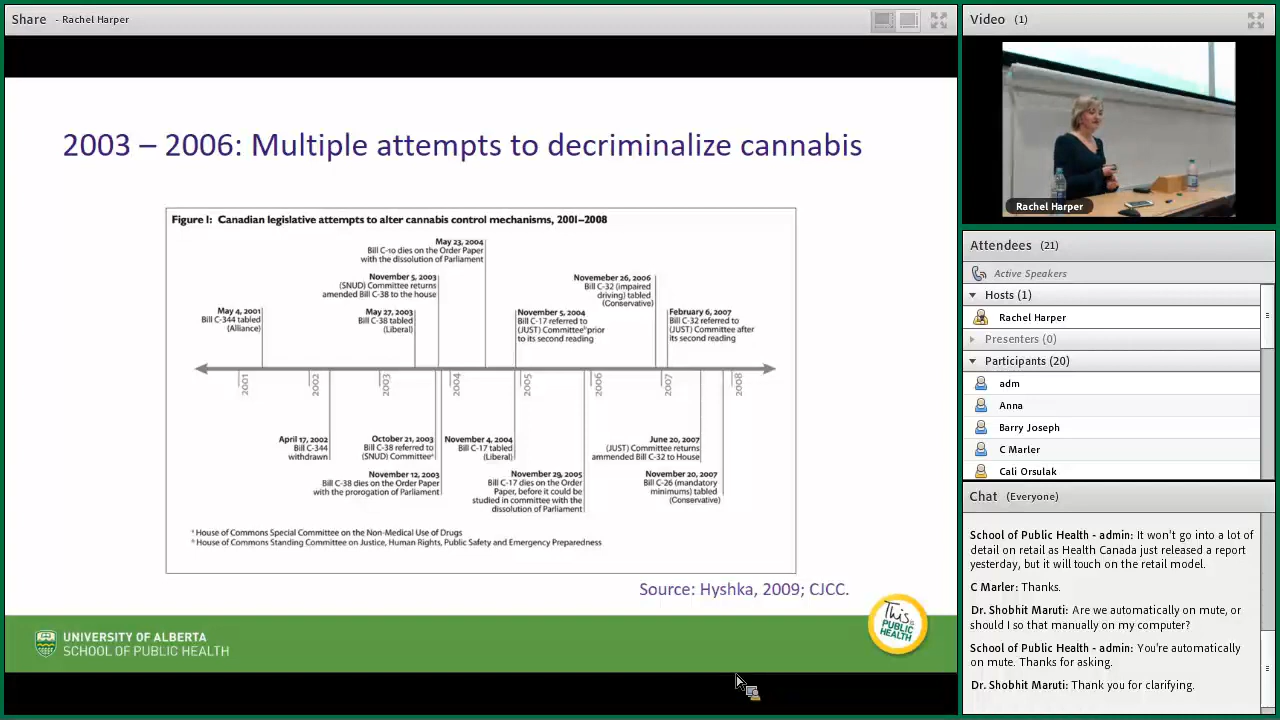 Share - Rachel Harper
2003 – 2006: Multiple attempts to decriminalize cannabis
Figure I: Canadian legislative attempts to alter cannabis control mechanisms, 2001–2008
May 23, 2004
Bill C-10 dies on the Order Paper
with the dissolution of Parliament
November 5, 2003
(SNUD) Committee returns
amended Bill C-38 to the house
Novemeber 26, 2006
Bill C-32 (impaired
driving) tabled
(Conservative)
May 4, 2001
Bill C-344 tabled
(Alliance)
May 27, 2003
Bill C-38 tabled
(Liberal)
November 5, 2004
Bill C-17 referred to
(JUST) Committeeᵇ prior
to its second reading
February 6, 2007
Bill C-32 referred to
(JUST) Committee after
its second reading
2001
2002
2003
2004
2005
2006
2007
2008
April 17, 2002
Bill C-344
withdrawn
October 21, 2003
Bill C-38 referred to
(SNUD) Committeeᵃ
November 4, 2004
Bill C-17 tabled
(Liberal)
June 20, 2007
(JUST) Committee returns
ammended Bill C-32 to House
November 12, 2003
Bill C-38 dies on the Order Paper
with the prorogation of Parliament
November 29, 2005
Bill C-17 dies on the Order
Paper, before it could be
studied in committee with the
dissolution of Parliament
November 20, 2007
Bill C-26 (mandatory
minimums) tabled
(Conservative)
ᵃ House of Commons Special Committee on the Non-Medical Use of Drugs
ᵇ House of Commons Standing Committee on Justice, Human Rights, Public Safety and Emergency Preparedness
Source: Hyshka, 2009; CJCC.
UNIVERSITY OF ALBERTA
SCHOOL OF PUBLIC HEALTH
This is
PUBLIC
HEALTH
Video (1)
Rachel Harper
Attendees (21)
Active Speakers
Hosts (1)
Rachel Harper
Presenters (0)
Participants (20)
adm
Anna
Barry Joseph
C Marler
Cali Orsulak
Chat (Everyone)
School of Public Health - admin: It won't go into a lot of
detail on retail as Health Canada just released a report
yesterday, but it will touch on the retail model.
C Marler: Thanks.
Dr. Shobhit Maruti: Are we automatically on mute, or
should I so that manually on my computer?
School of Public Health - admin: You're automatically
on mute. Thanks for asking.
Dr. Shobhit Maruti: Thank you for clarifying.